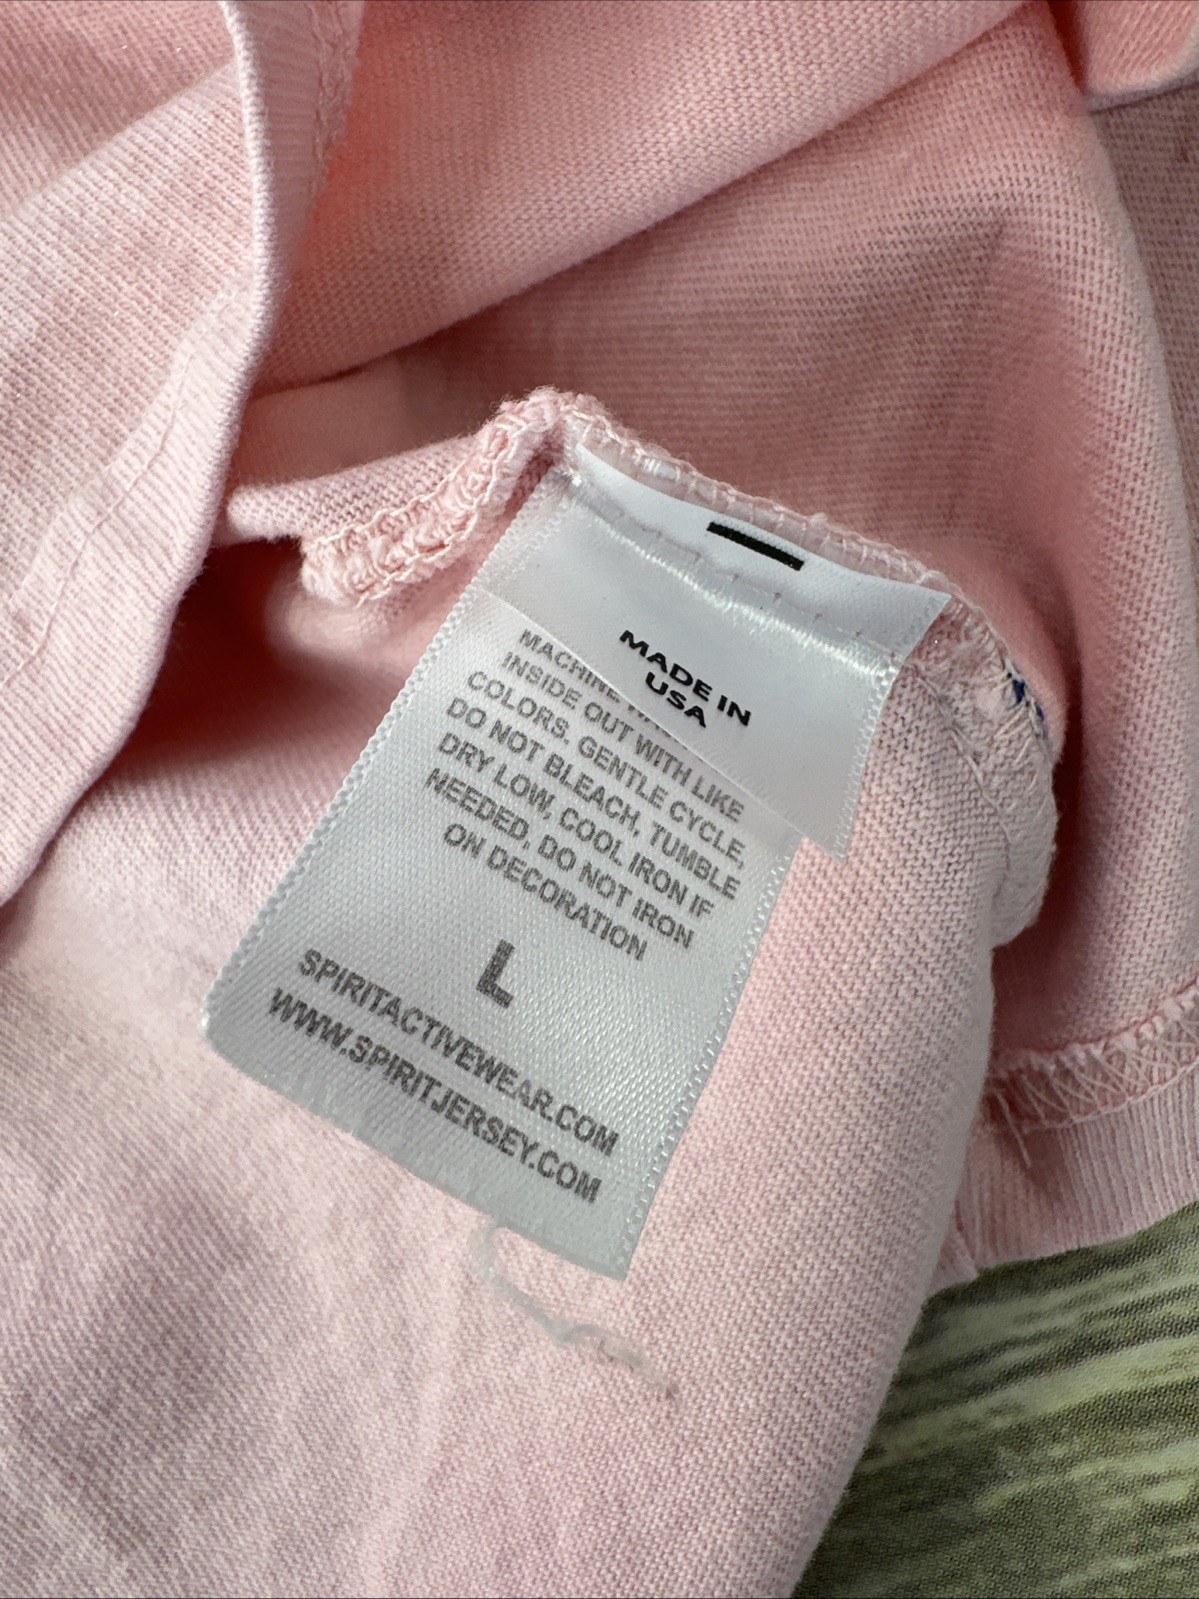 MADE IN
USA
MACHINE
INSIDE OUT WITH LIKE
COLORS, GENTLE CYCLE,
DO NOT BLEACH, TUMBLE
DRY LOW, COOL IRON IF
NEEDED, DO NOT IRON
ON DECORATION
L
SPIRITACTIVEWEAR.COM
WWW.SPIRITJERSEY.COM